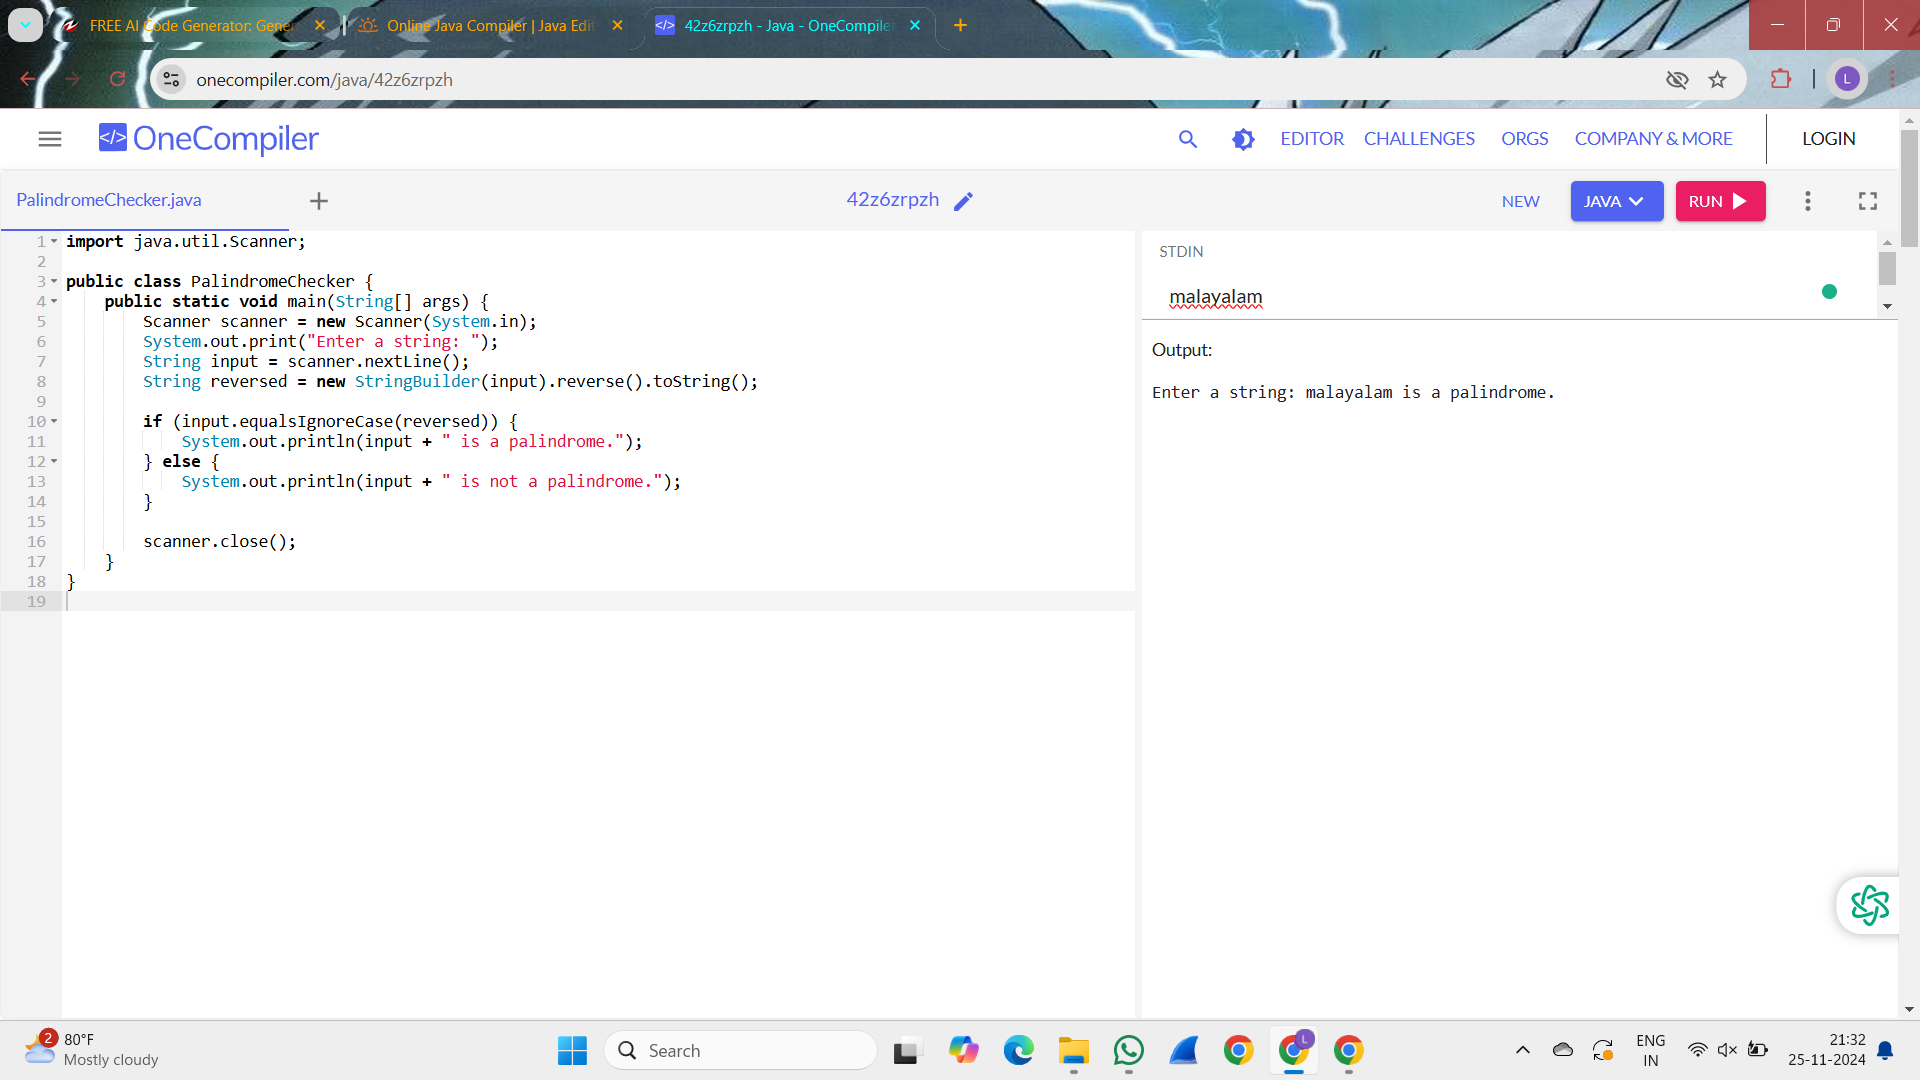 FREE AI Code Generator: Gener
Online Java Compiler | Java Edit
42z6zrpzh - Java - OneCompiler
onecompiler.com/java/42z6zrpzh
L
</> OneCompiler
EDITOR CHALLENGES ORGS COMPANY & MORE LOGIN
PalindromeChecker.java
42z6zrpzh
NEW JAVA RUN
1 import java.util.Scanner;
2
3 public class PalindromeChecker {
4 public static void main(String[] args) {
5 Scanner scanner = new Scanner(System.in);
6 System.out.print("Enter a string: ");
7 String input = scanner.nextLine();
8 String reversed = new StringBuilder(input).reverse().toString();
9
10 if (input.equalsIgnoreCase(reversed)) {
11 System.out.println(input + " is a palindrome.");
12 } else {
13 System.out.println(input + " is not a palindrome.");
14 }
15
16 scanner.close();
17 }
18 }
19
STDIN
malayalam
Output:
Enter a string: malayalam is a palindrome.
2
80°F
Mostly cloudy
Search
L
ENG
IN
21:32
25-11-2024